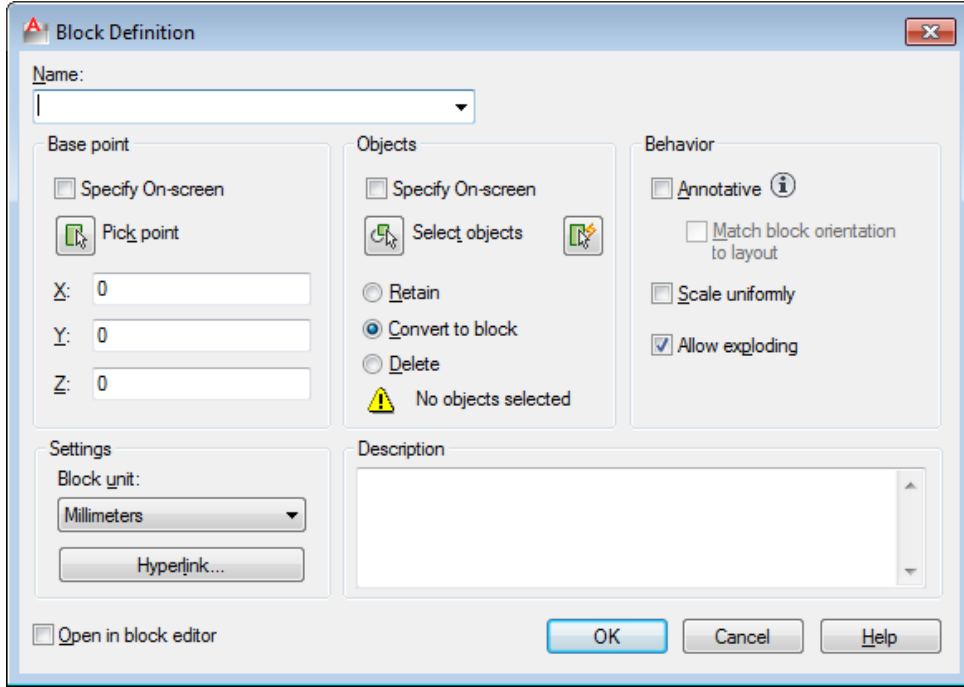 Block Definition
Name:
Base point
Specify On-screen
Pick point
X: 0
Y: 0
Z: 0
Objects
Specify On-screen
Select objects
Retain
Convert to block
Delete
No objects selected
Behavior
Annotative
Match block orientation
to layout
Scale uniformly
Allow exploding
Settings
Block unit:
Millimeters
Hyperlink...
Description
Open in block editor
OK
Cancel
Help